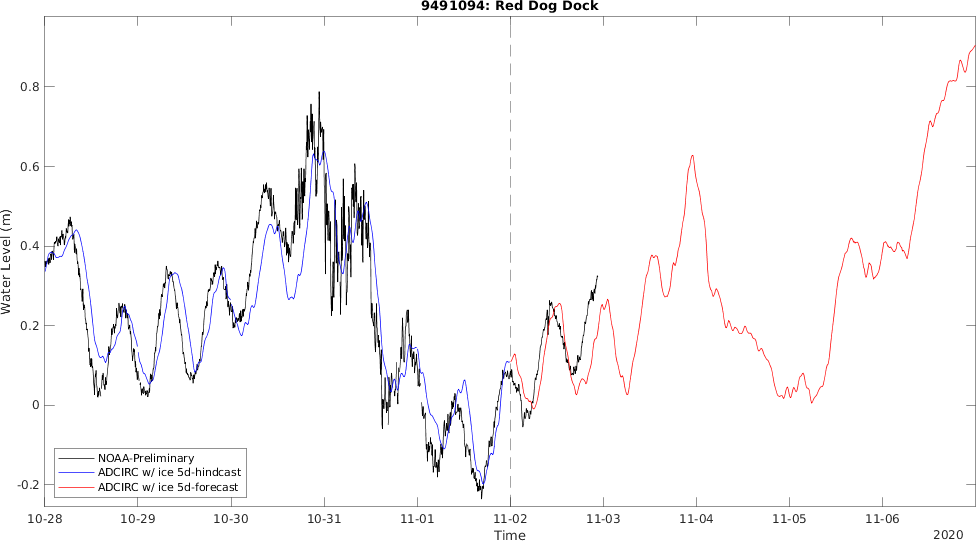 9491094: Red Dog Dock
Water Level (m)
0.8
0.6
0.4
0.2
0
-0.2
NOAA-Preliminary
ADCIRC w/ ice 5d-hindcast
ADCIRC w/ ice 5d-forecast
10-28 10-29 10-30 10-31 11-01 11-02 11-03 11-04 11-05 11-06
Time
2020